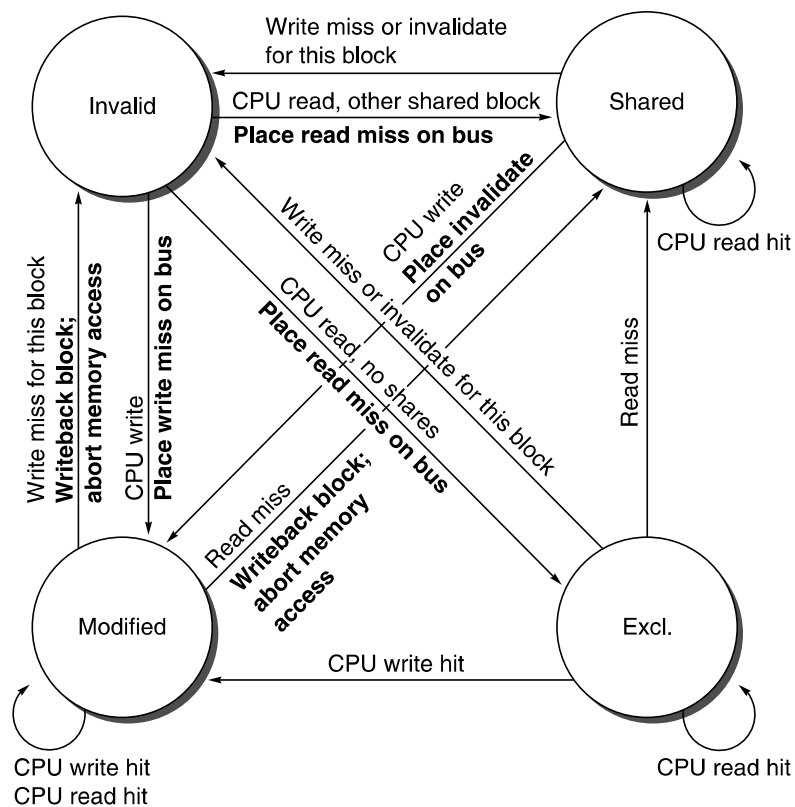 Write miss or invalidate
for this block
Invalid
CPU read, other shared block
Place read miss on bus
Shared
CPU read hit
CPU write
Place invalidate
on bus
Write miss or invalidate for this block
CPU read, no shares
Place read miss on bus
Write miss for this block
Writeback block;
abort memory access
CPU write
Place write miss on bus
Read miss
Writeback block;
abort memory
access
Read miss
Modified
Excl.
CPU write hit
CPU write hit
CPU read hit
CPU read hit